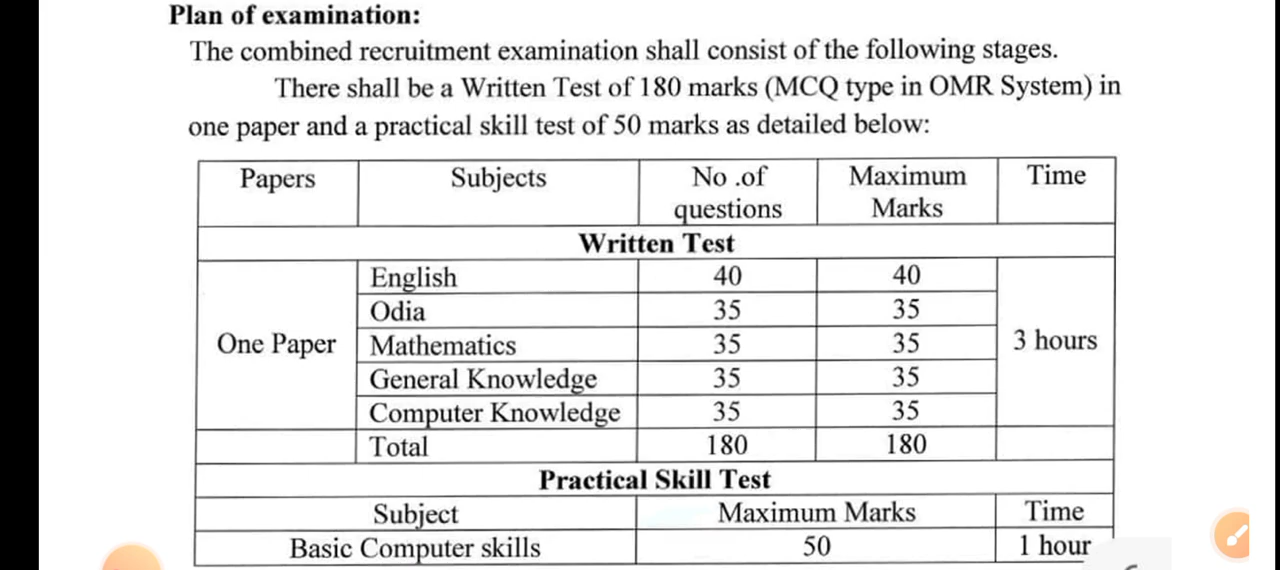 Plan of examination:
The combined recruitment examination shall consist of the following stages.
There shall be a Written Test of 180 marks (MCQ type in OMR System) in
one paper and a practical skill test of 50 marks as detailed below:
Papers Subjects No .of questions Maximum Marks Time
Written Test
One Paper English 40 40 3 hours
Odia 35 35
Mathematics 35 35
General Knowledge 35 35
Computer Knowledge 35 35
Total 180 180
Practical Skill Test
Subject Maximum Marks Time
Basic Computer skills 50 1 hour